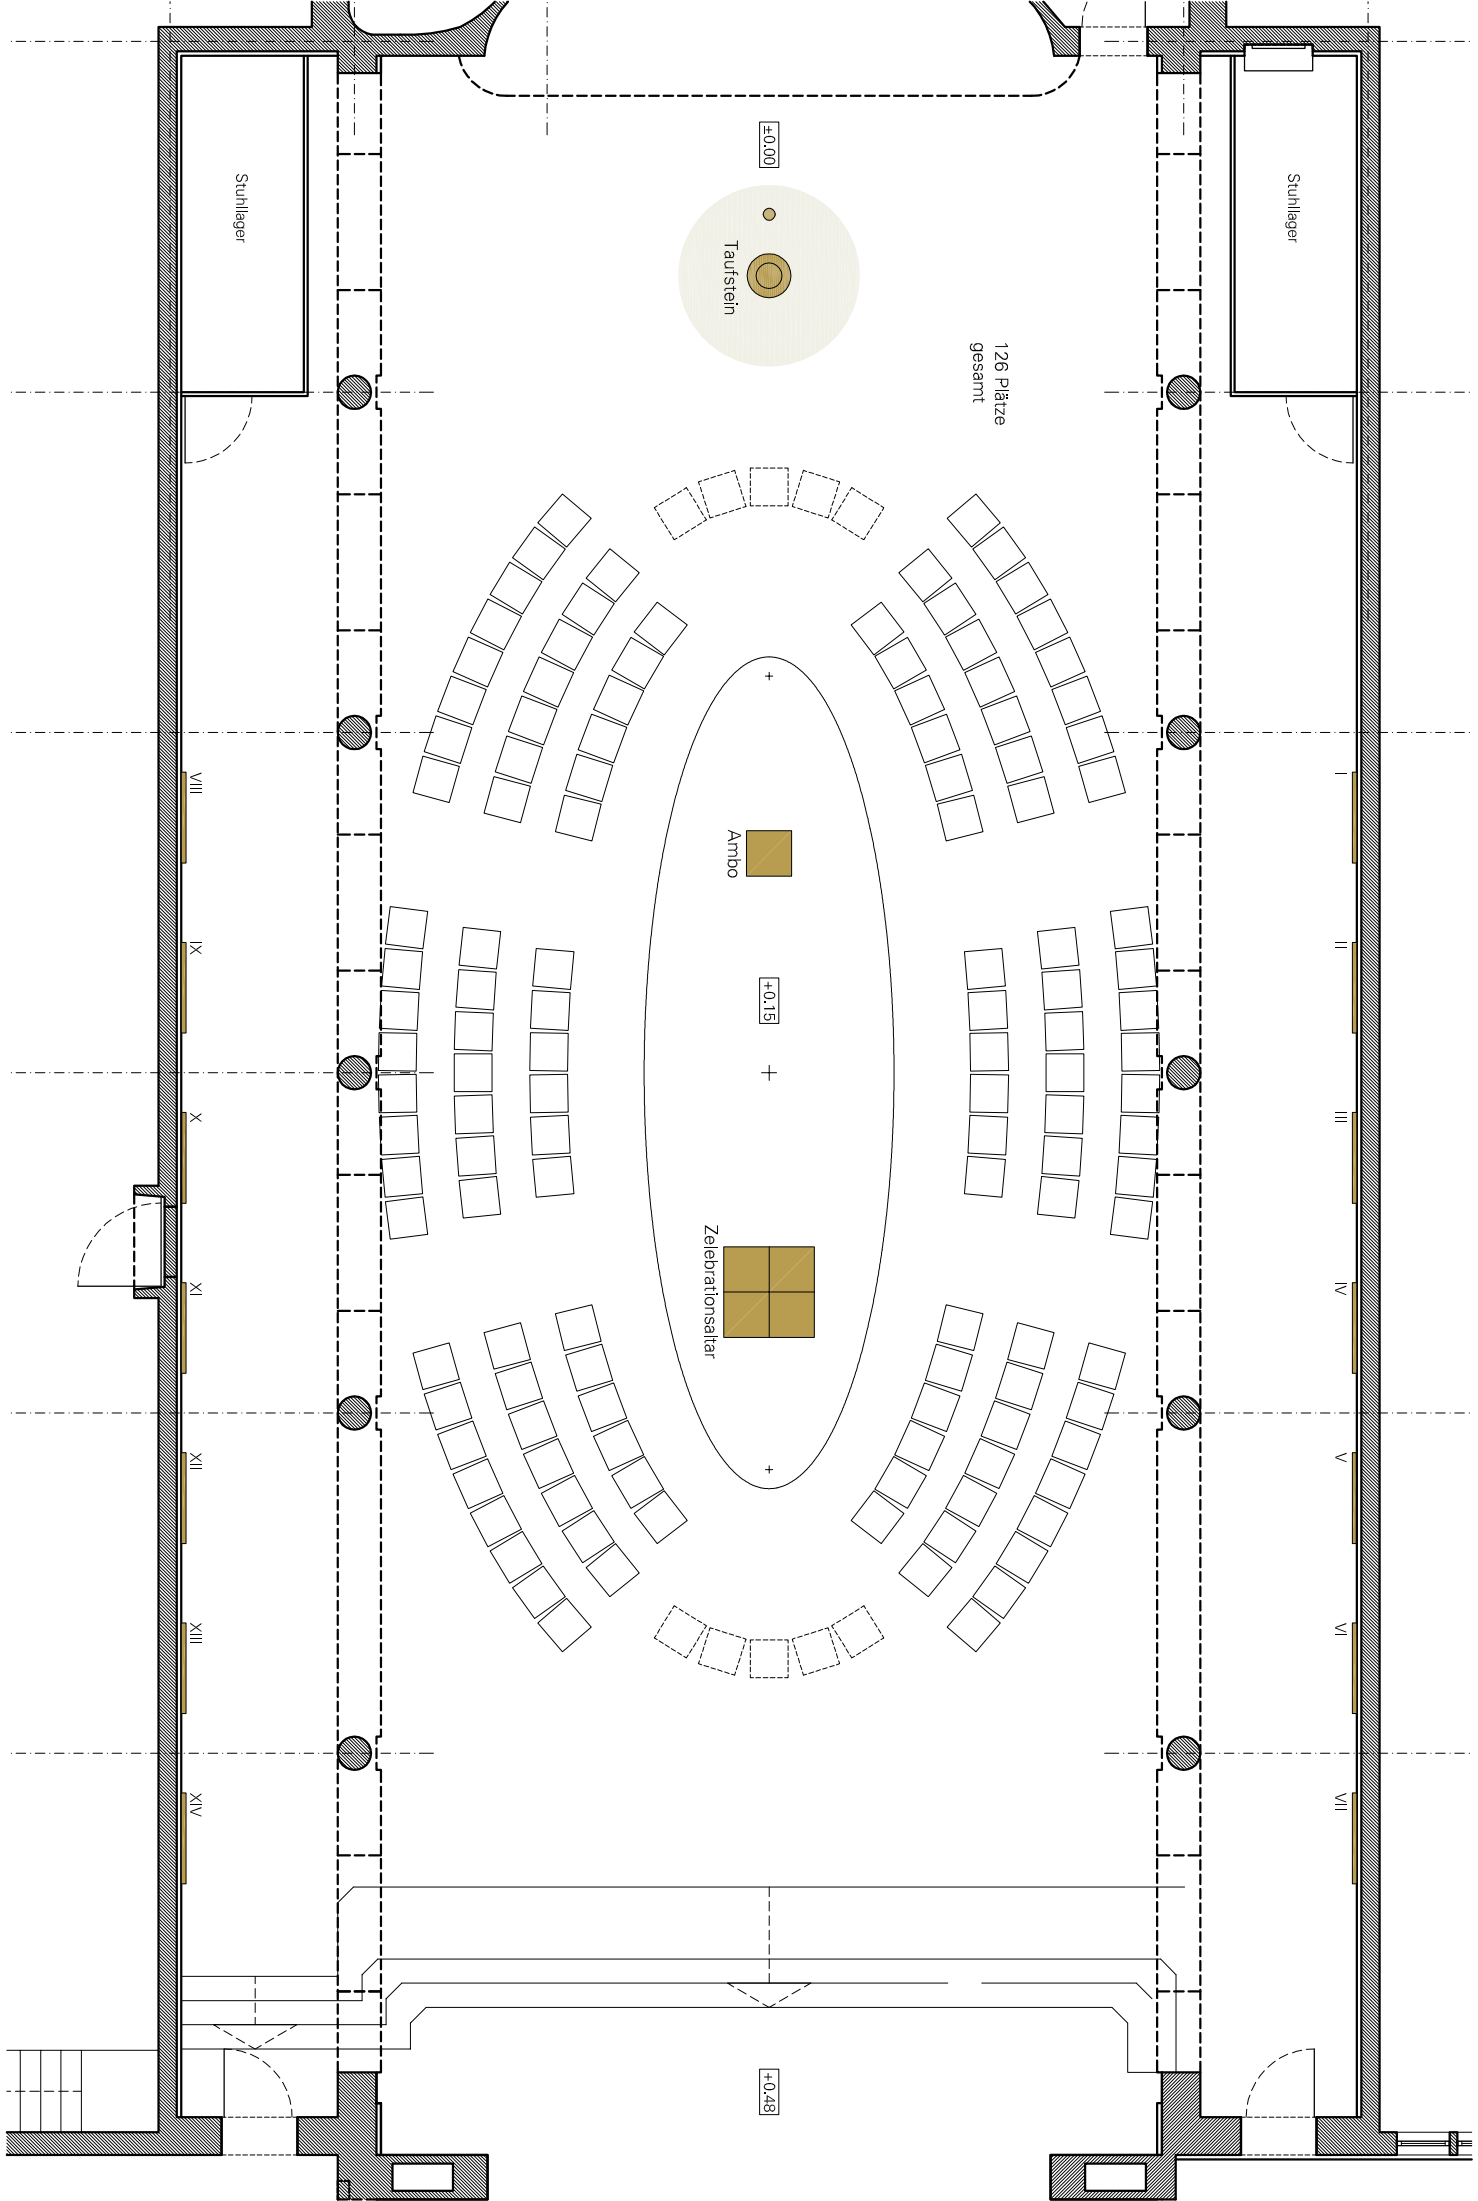 ±0.00
Stuhllager
Stuhllager
Taufstein
126 Plätze
gesamt
VIII
I
Ambo
IX
II
+0.15
X
III
Zelebrationsaltar
XI
IV
XII
V
XIII
VI
XIV
VII
+0.48